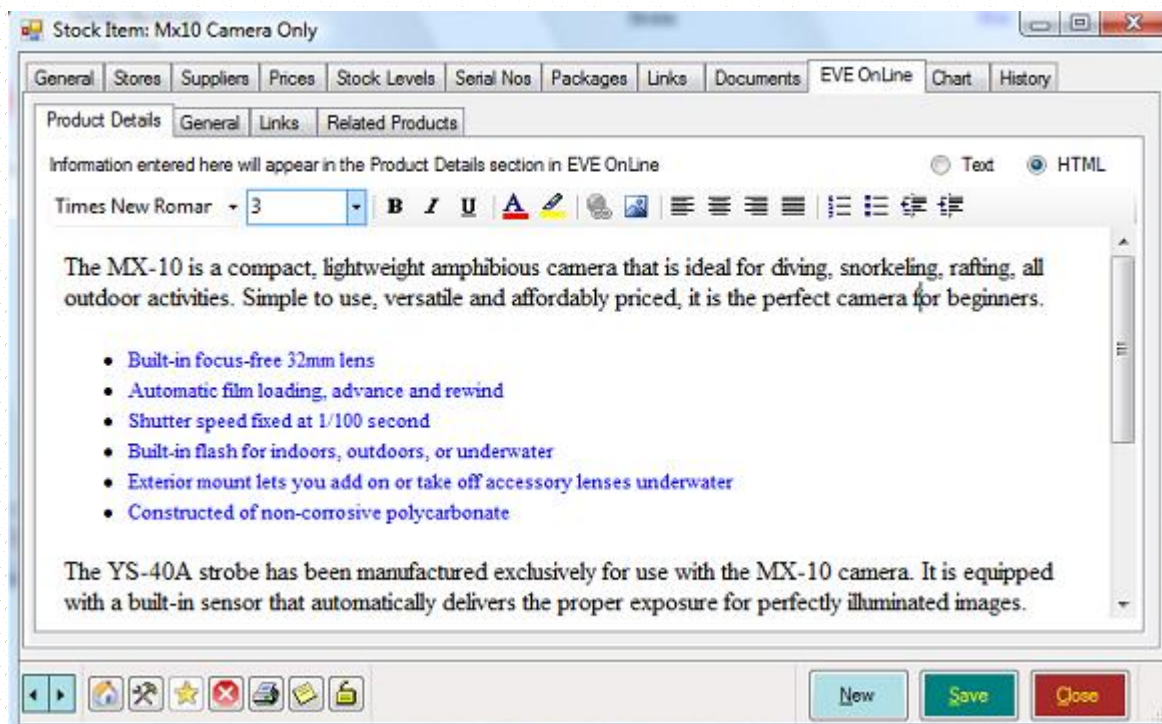 Stock Item: Mx10 Camera Only
General Stores Suppliers Prices Stock Levels Serial Nos Packages Links Documents EVE OnLine Chart History
Product Details General Links Related Products
Information entered here will appear in the Product Details section in EVE OnLine Text HTML
Times New Romar 3 B I U A
The MX-10 is a compact, lightweight amphibious camera that is ideal for diving, snorkeling, rafting, all
outdoor activities. Simple to use, versatile and affordably priced, it is the perfect camera for beginners.
• Built-in focus-free 32mm lens
• Automatic film loading, advance and rewind
• Shutter speed fixed at 1/100 second
• Built-in flash for indoors, outdoors, or underwater
• Exterior mount lets you add on or take off accessory lenses underwater
• Constructed of non-corrosive polycarbonate
The YS-40A strobe has been manufactured exclusively for use with the MX-10 camera. It is equipped
with a built-in sensor that automatically delivers the proper exposure for perfectly illuminated images.
New Save Close